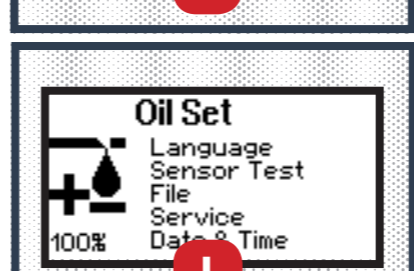 Oil Set
Language
Sensor Test
File
Service
100% Date & Time